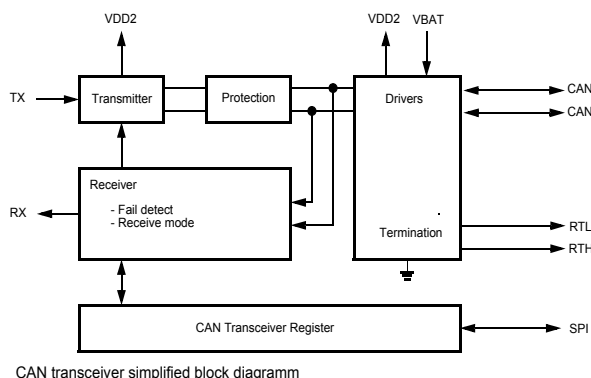 VDD2
VDD2
VBAT
TX
Transmitter
Protection
Drivers
CAN
CAN
Receiver
- Fail detect
- Receive mode
RX
Termination
RTL
RTH
CAN Transceiver Register
SPI
CAN transceiver simplified block diagramm